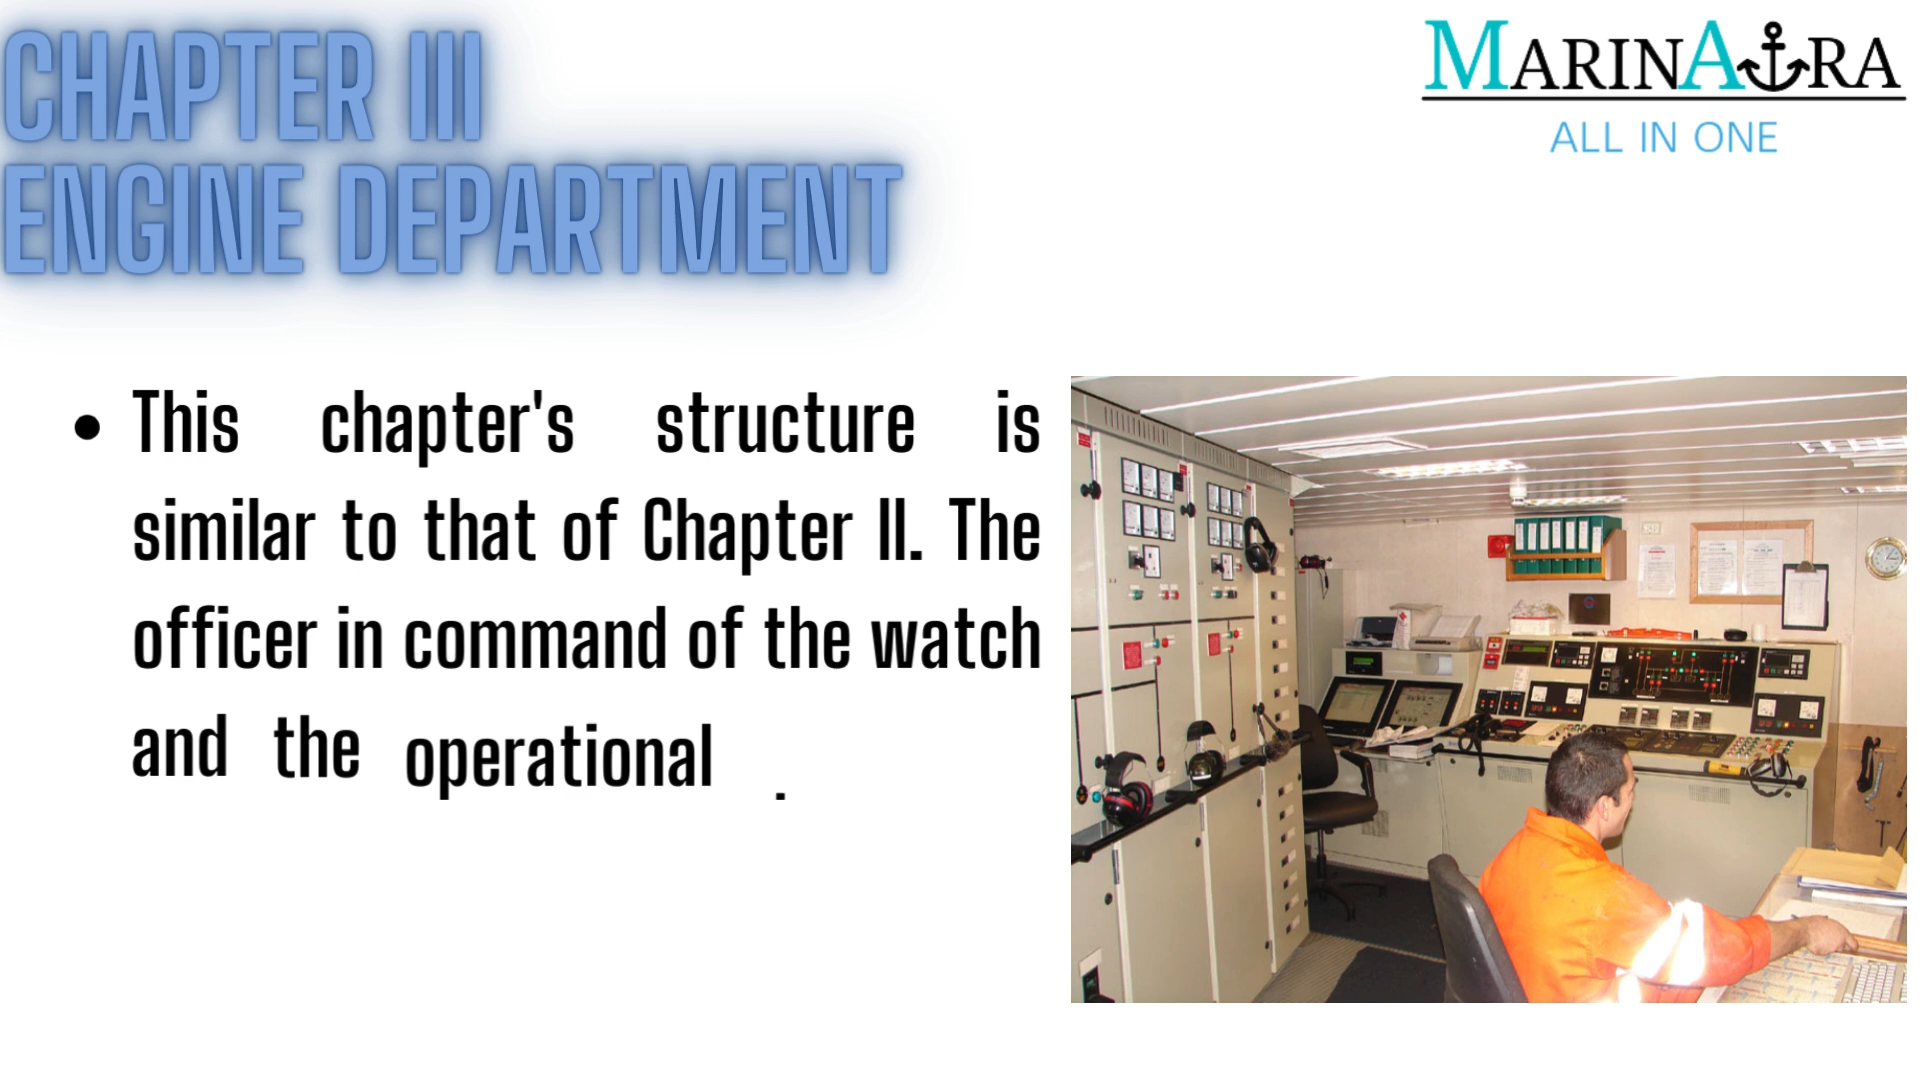 CHAPTER III
ENGINE DEPARTMENT
MARINAURA
ALL IN ONE
• This chapter's structure is
similar to that of Chapter II. The
officer in command of the watch
and the operational .